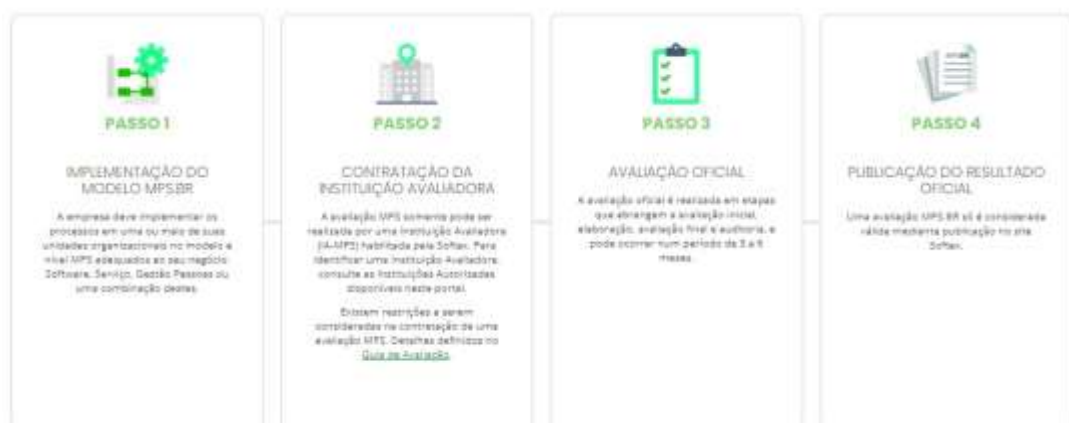 PASSO 1
IMPLEMENTAÇÃO DO
MODELO MPS.BR
A empresa deve implementar os
processos em uma ou mais de suas
unidades organizacionais no modelo e
nível MPS adequados ao seu negócio
Software, Serviço, Gestão Pessoas ou
uma combinação destes.
PASSO 2
CONTRATAÇÃO DA
INSTITUIÇÃO AVALIADORA
A avaliação MPS somente pode ser
realizada por uma Instituição Avaliadora
(IA-MPS) habilitada pela Softex. Para
identificar uma Instituição Avaliadora
consulte as Instituições Autorizadas
disponíveis neste portal.
Existem restrições a serem
consideradas na contratação de uma
avaliação MPS. Detalhes definidos no
Guia de Avaliação.
PASSO 3
AVALIAÇÃO OFICIAL
A avaliação oficial é realizada em etapas
que abrangem a avaliação inicial,
elaboração, avaliação final e auditoria, e
pode ocorrer num período de a
meses.
PASSO 4
PUBLICAÇÃO DO RESULTADO
OFICIAL
Uma avaliação MPS.BR só é considerada
válida mediante publicação no site
Softex.